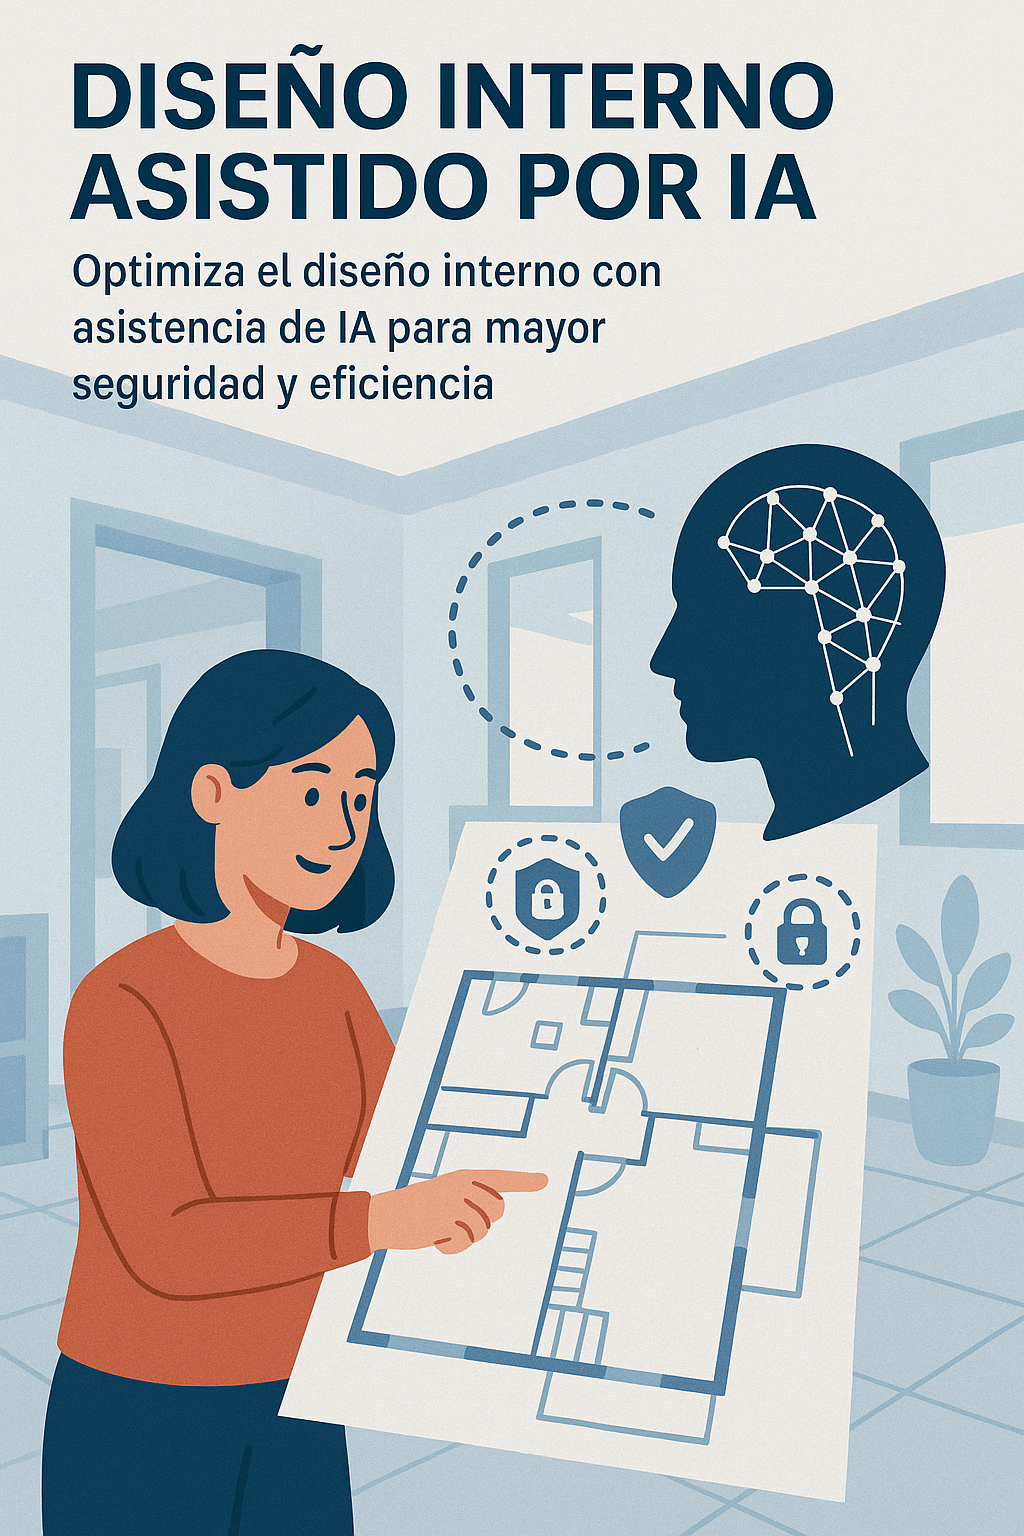 DISEÑO INTERNO
ASISTIDO POR IA
Optimiza el diseño interno con
asistencia de IA para mayor
seguridad y eficiencia